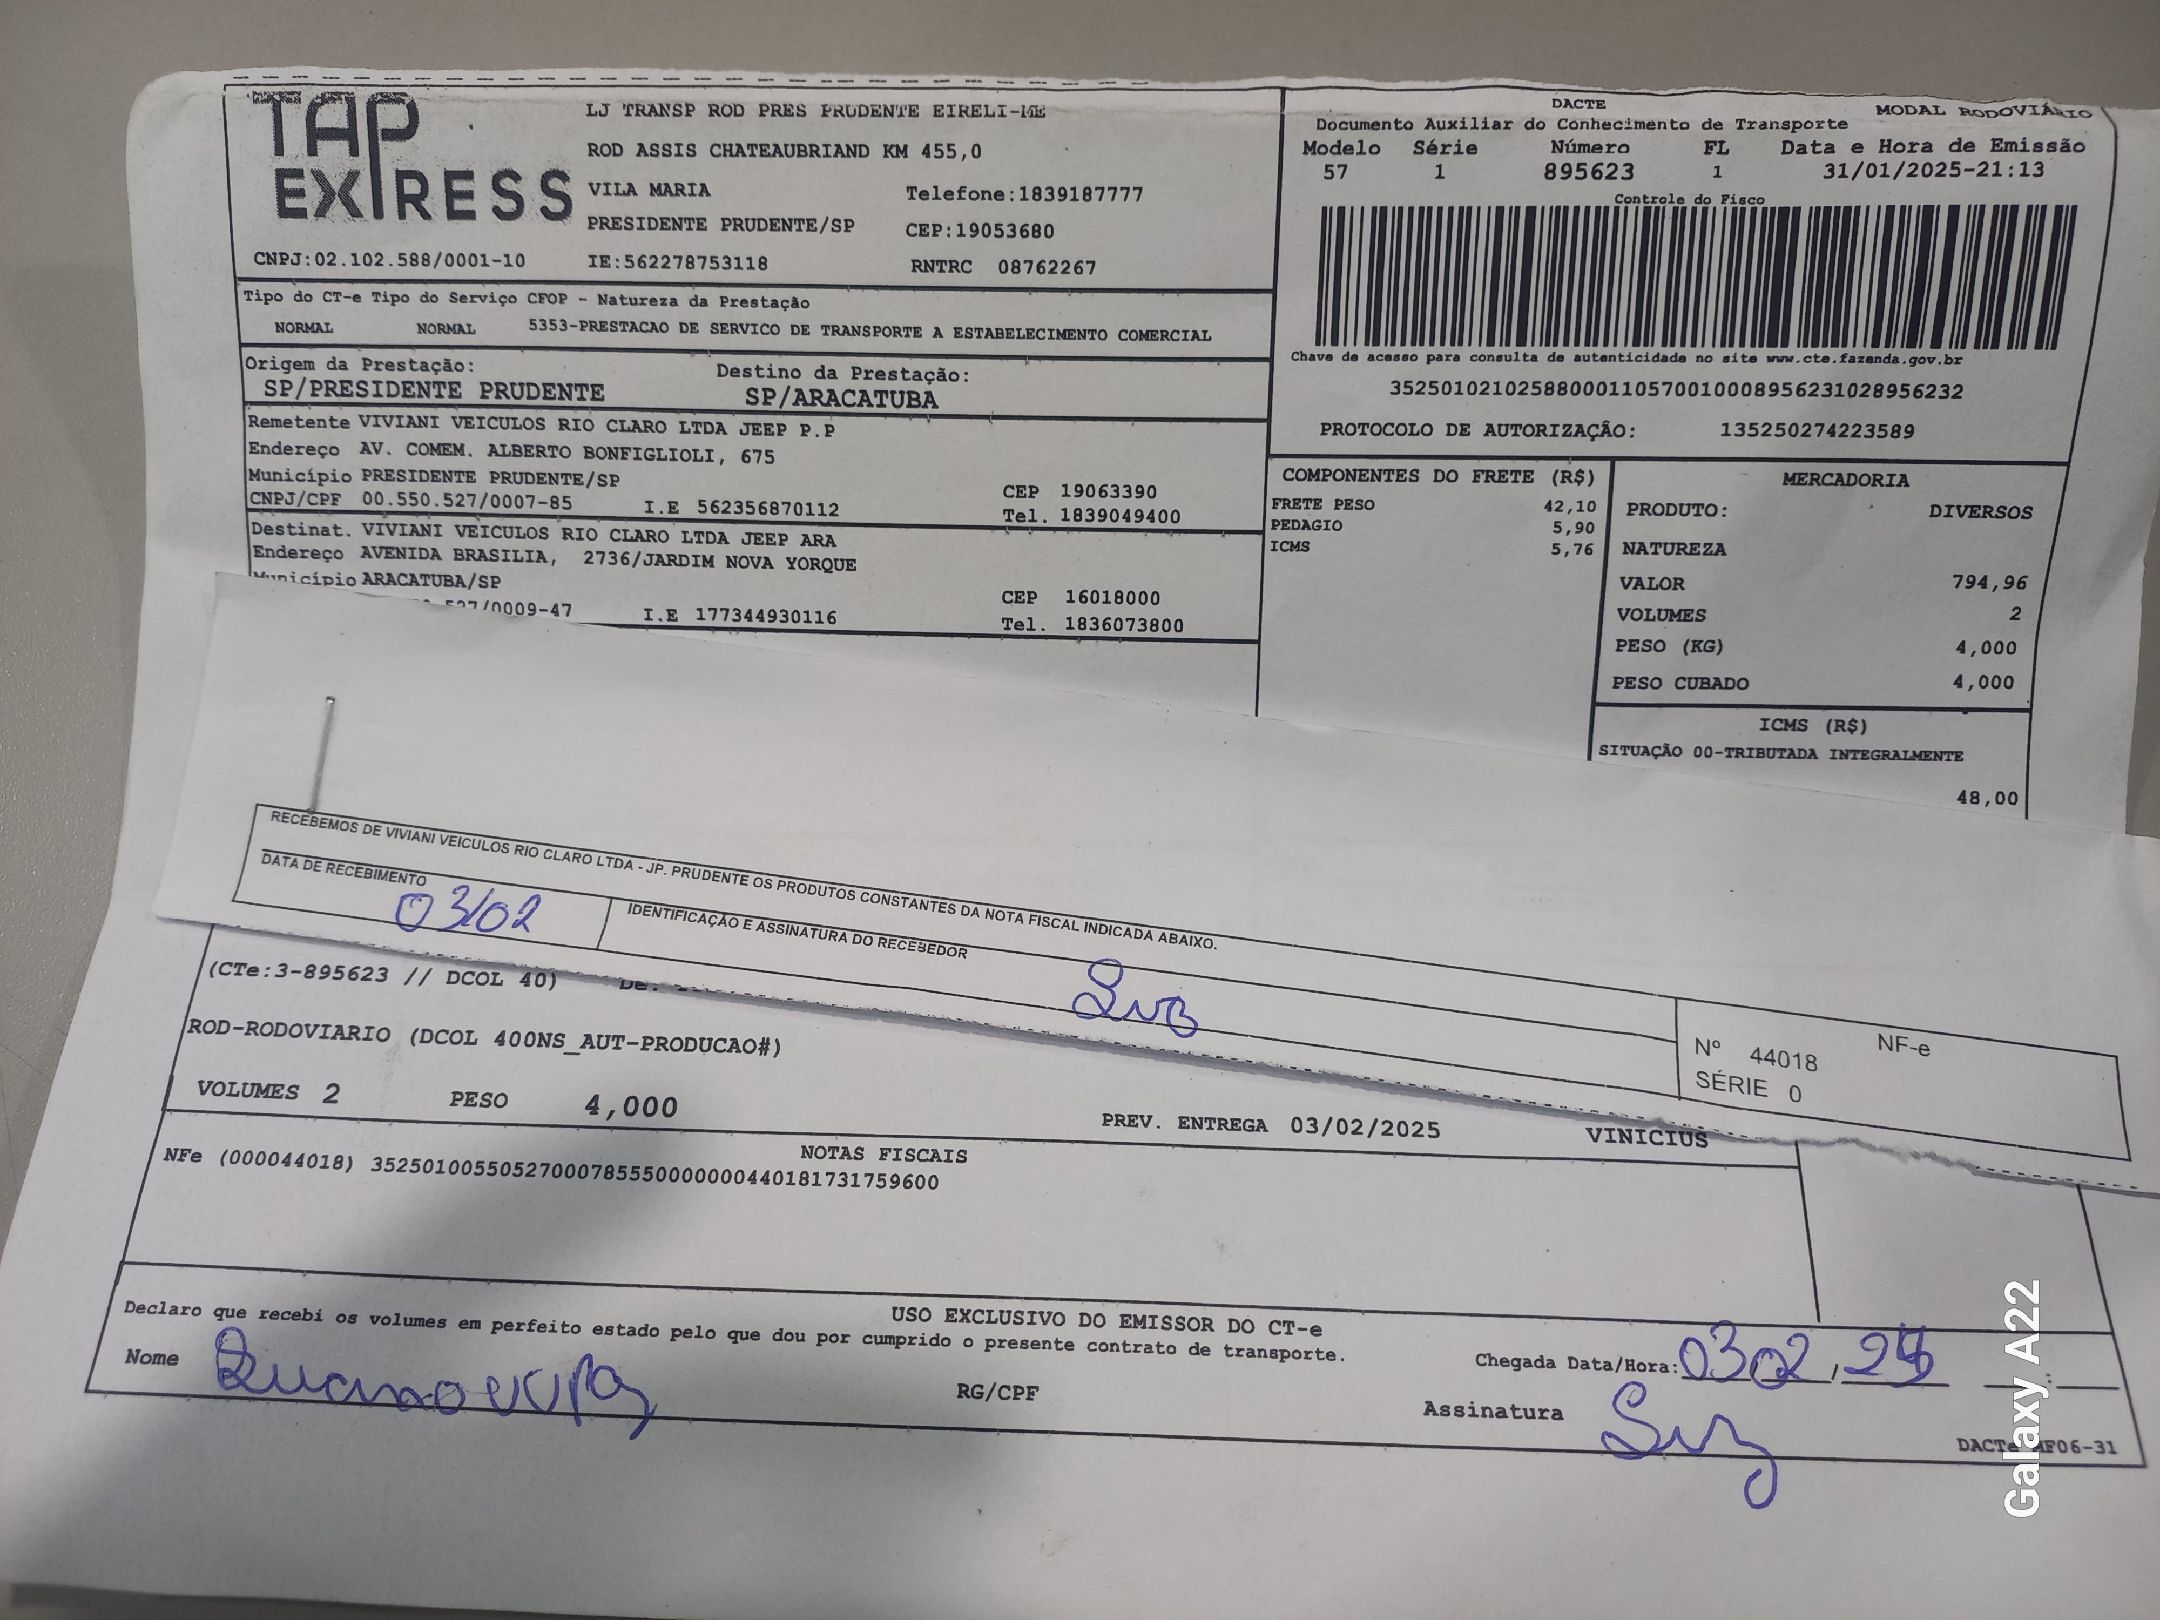 TAP EXPRESS
LJ TRANSP ROD PRES PRUDENTE EIRELI-ME
ROD ASSIS CHATEAUBRIAND KM 455,0
VILA MARIA Telefone:1839187777
PRESIDENTE PRUDENTE/SP CEP:19053680
CNPJ:02.102.588/0001-10 IE:562278753118 RNTRC 08762267
Tipo do CT-e Tipo do Serviço CFOP - Natureza da Prestação
NORMAL NORMAL 5353-PRESTACAO DE SERVICO DE TRANSPORTE A ESTABELECIMENTO COMERCIAL
Origem da Prestação: Destino da Prestação:
SP/PRESIDENTE PRUDENTE SP/ARACATUBA
Remetente VIVIANI VEICULOS RIO CLARO LTDA JEEP P.P
Endereço AV. COMEM. ALBERTO BONFIGLIOLI, 675
Município PRESIDENTE PRUDENTE/SP CEP 19063390
CNPJ/CPF 00.550.527/0007-85 I.E 562356870112 Tel. 1839049400
Destinat. VIVIANI VEICULOS RIO CLARO LTDA JEEP ARA
Endereço AVENIDA BRASILIA, 2736/JARDIM NOVA YORQUE
Município ARACATUBA/SP CEP 16018000
527/0009-47 I.E 177344930116 Tel. 1836073800
DACTE MODAL RODOVIÁRIO
Documento Auxiliar do Conhecimento de Transporte
Modelo Série Número FL Data e Hora de Emissão
57 1 895623 1 31/01/2025-21:13
Controle do Fisco
Chave de acesso para consulta de autenticidade no site www.cte.fazenda.gov.br
35250102102588000110570010008956231028956232
PROTOCOLO DE AUTORIZAÇÃO: 135250274223589
COMPONENTES DO FRETE (R$)
FRETE PESO 42,10
PEDAGIO 5,90
ICMS 5,76
MERCADORIA
PRODUTO: DIVERSOS
NATUREZA
VALOR 794,96
VOLUMES 2
PESO (KG) 4,000
PESO CUBADO 4,000
ICMS (R$)
SITUAÇÃO 00-TRIBUTADA INTEGRALMENTE
48,00
RECEBEMOS DE VIVIANI VEICULOS RIO CLARO LTDA - JP. PRUDENTE OS PRODUTOS CONSTANTES DA NOTA FISCAL INDICADA ABAIXO.
DATA DE RECEBIMENTO IDENTIFICAÇÃO E ASSINATURA DO RECEBEDOR
03/02
NF-e
Nº 44018
SÉRIE 0
(CTe:3-895623 // DCOL 40)
ROD-RODOVIARIO (DCOL 400NS_AUT-PRODUCAO#)
VOLUMES 2 PESO 4,000 PREV. ENTREGA 03/02/2025 VINICIUS
NOTAS FISCAIS
NFe (000044018) 35250100550527000785550000000440181731759600
USO EXCLUSIVO DO EMISSOR DO CT-e
Declaro que recebi os volumes em perfeito estado pelo que dou por cumprido o presente contrato de transporte.
Nome RG/CPF Chegada Data/Hora: 03 02
Assinatura
Galaxy A22